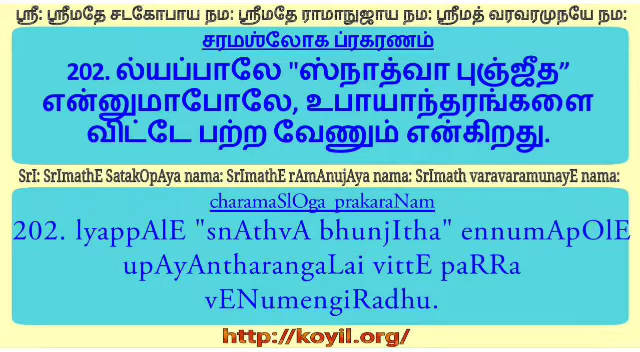 ஸ்ரீ: ஸ்ரீமதே சடகோபாய நம: ஸ்ரீமதே ராமாநுஜாய நம: ஸ்ரீமத் வரவரமுநயே நம:
சரமஶ்லோக ப்ரகரணம்
202. ல்யப்பாலே "ஸ்நாத்வா புஞ்ஜீத”
என்னுமாபோலே, உபாயாந்தரங்களை
விட்டே பற்ற வேணும் என்கிறது.
SrI: SrImathE SatakOpAya nama: SrImathE rAmAnujAya nama: SrImath varavaramunayE nama:
charamaSlOga prakaraNam
202. lyappAlE "snAthvA bhunjItha" ennumApOlE
upAyAntharangaLai vittE paRRa
vENumengiRadhu.
http://koyil.org/